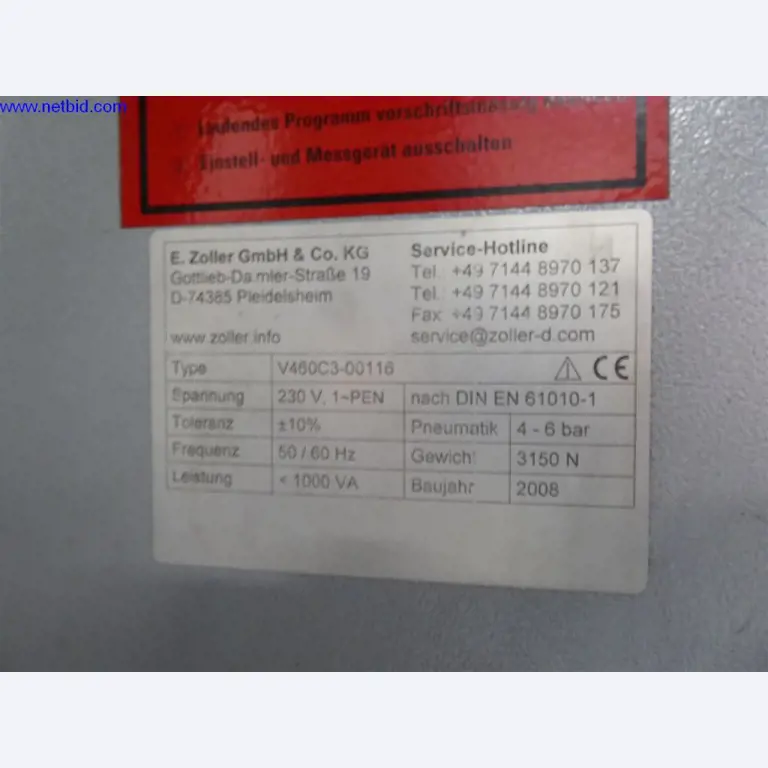 www.netbid.com
laufendes Programm vorschriftsmässig
Einstell- und Messgerät ausschalten
E. Zoller GmbH & Co. KG
Gottlieb-Daimler-Straße 19
D-74385 Pleidelsheim
www.zoller.info
Service-Hotline
Tel. +49 7144 8970 137
Tel. +49 7144 8970 121
Fax +49 7144 8970 175
service@zoller-d.com
Type V460C3-00116 CE
Spannung 230 V, 1~PEN nach DIN EN 61010-1
Toleranz ±10% Pneumatik 4 - 6 bar
Frequenz 50 / 60 Hz Gewicht 3150 N
Leistung < 1000 VA Baujahr 2008